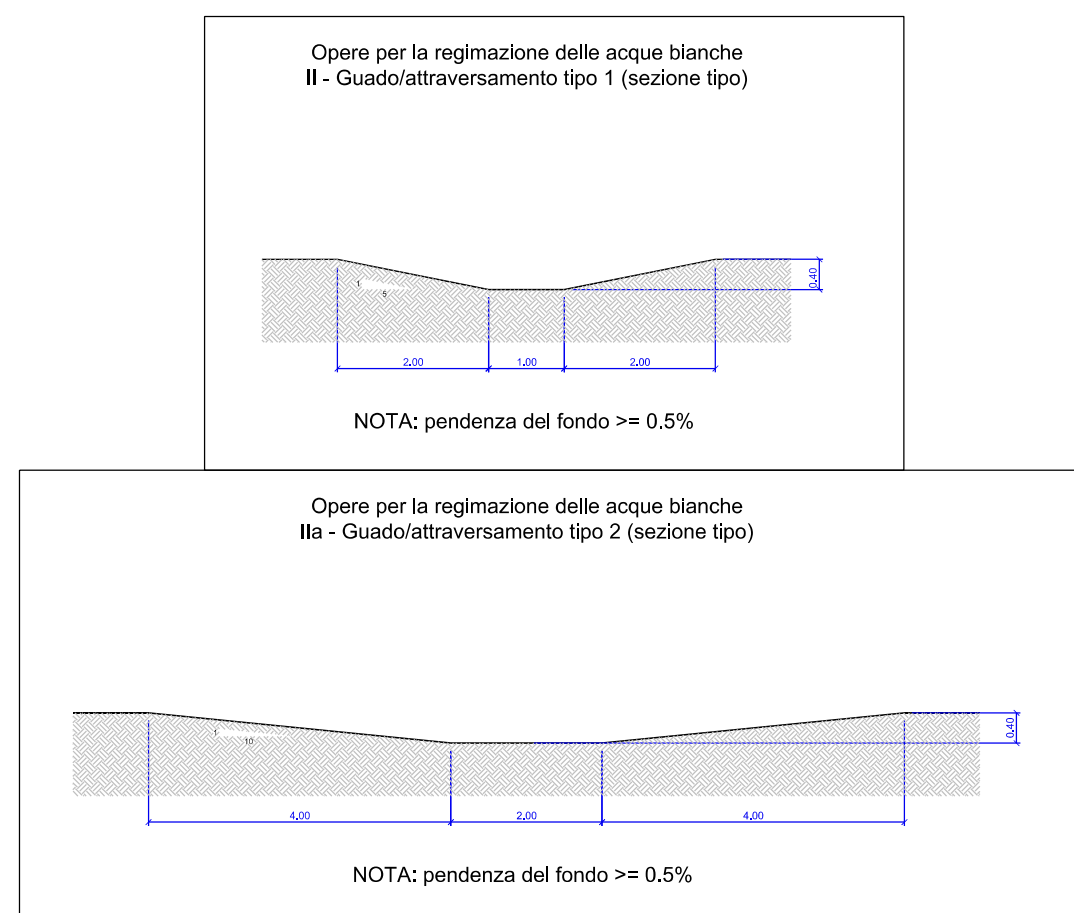 Opere per la regimazione delle acque bianche
II - Guado/attraversamento tipo 1 (sezione tipo)
0.40
1
5
2.00 1.00 2.00
NOTA: pendenza del fondo >= 0.5%
Opere per la regimazione delle acque bianche
IIa - Guado/attraversamento tipo 2 (sezione tipo)
0.40
1
10
4.00 2.00 4.00
NOTA: pendenza del fondo >= 0.5%